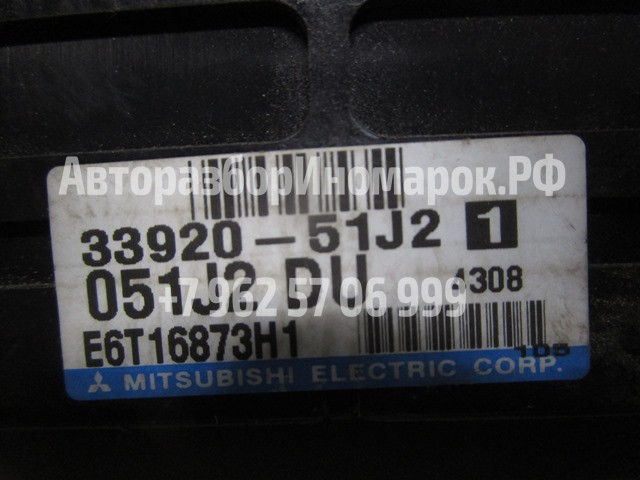 АвторазборИномарок.РФ
33920-51J2 1
051J2 DU 4308
+7 962 57 06 999
E6T16873H1
105
MITSUBISHI ELECTRIC CORP.